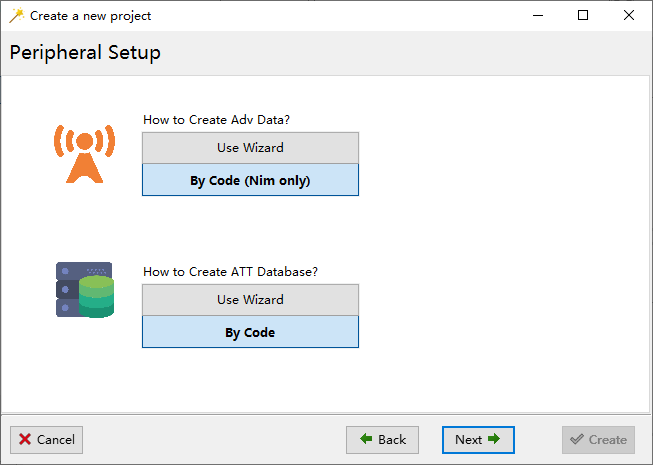 Create a new project
Peripheral Setup
How to Create Adv Data?
Use Wizard
By Code (Nim only)
How to Create ATT Database?
Use Wizard
By Code
Cancel
Back
Next
Create